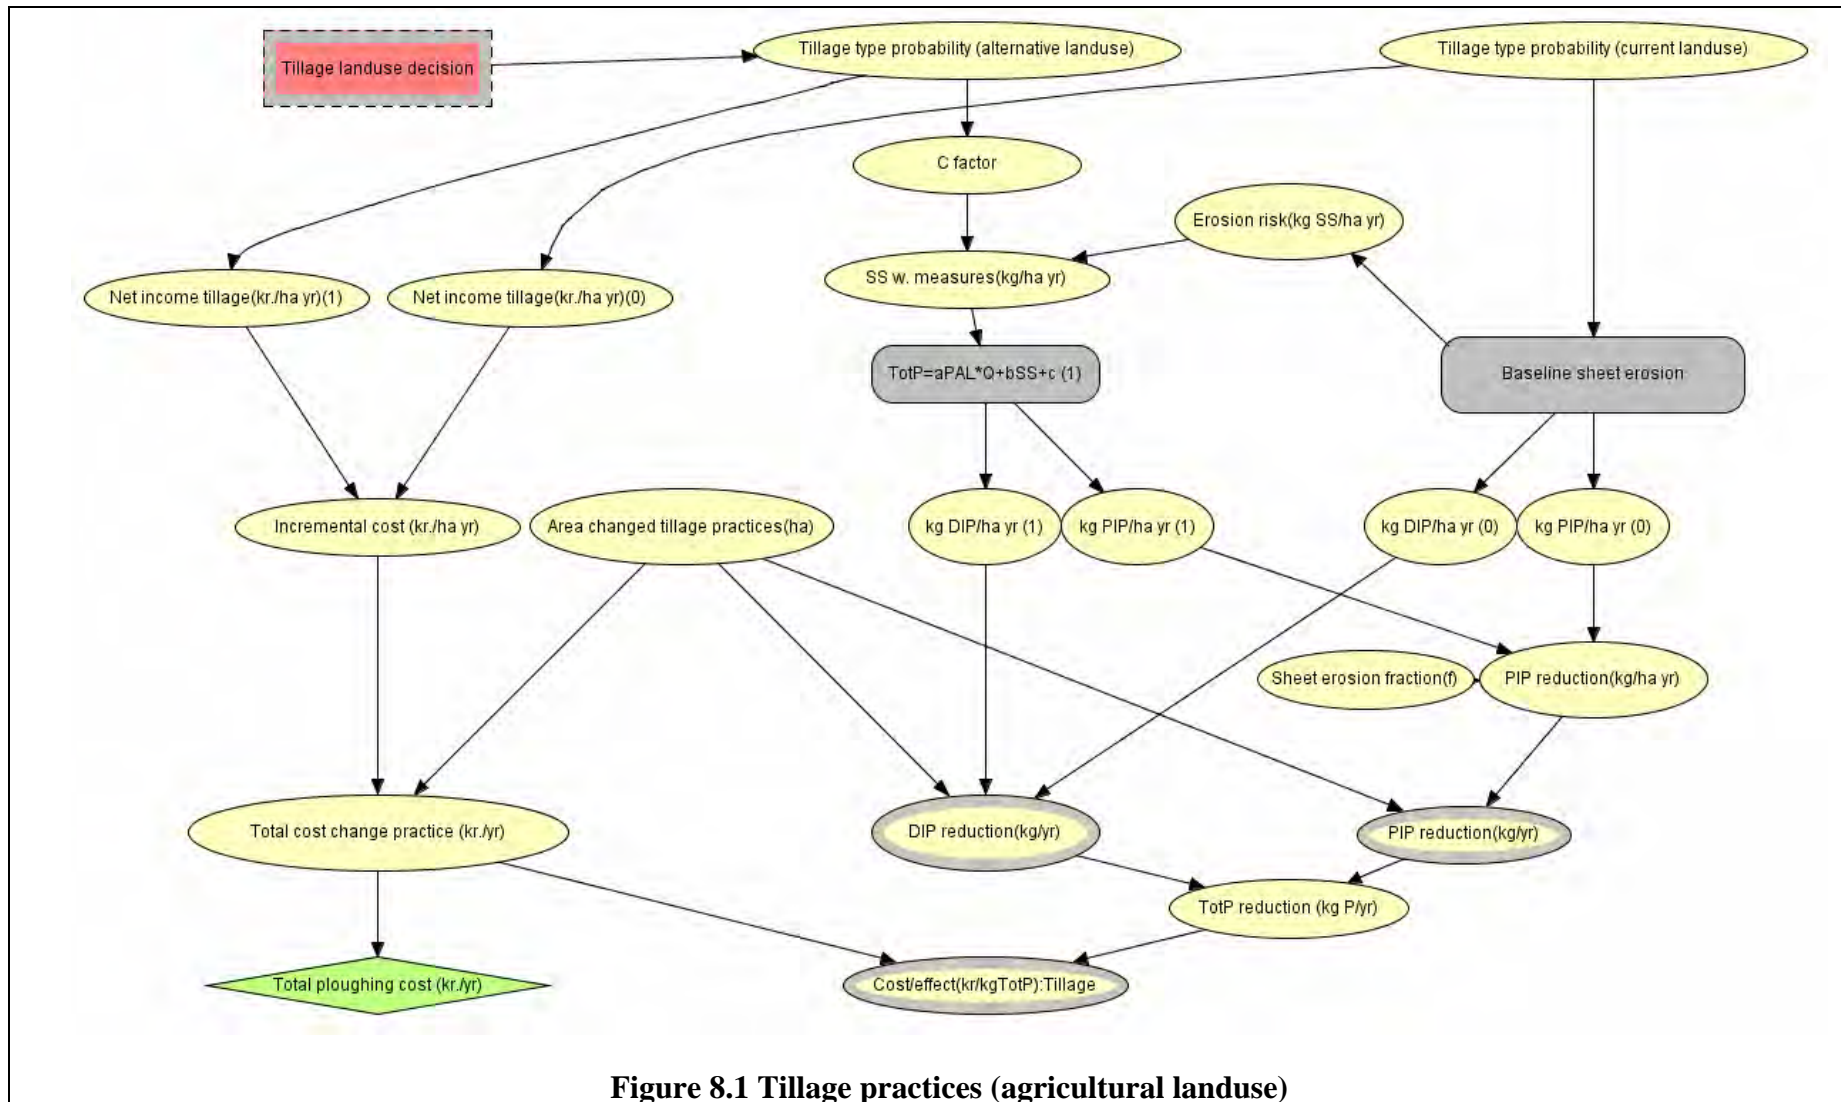 Tillage landuse decision
Tillage type probability (alternative landuse)
Tillage type probability (current landuse)
C factor
Erosion risk(kg SS/ha yr)
SS w. measures(kg/ha yr)
Net income tillage(kr./ha yr)(1)
Net income tillage(kr./ha yr)(0)
TotP=aPAL*Q+bSS+c (1)
Baseline sheet erosion
Incremental cost (kr./ha yr)
Area changed tillage practices(ha)
kg DIP/ha yr (1)
kg PIP/ha yr (1)
kg DIP/ha yr (0)
kg PIP/ha yr (0)
Sheet erosion fraction(f)
PIP reduction(kg/ha yr)
Total cost change practice (kr./yr)
DIP reduction(kg/yr)
PIP reduction(kg/yr)
TotP reduction (kg P/yr)
Total ploughing cost (kr./yr)
Cost/effect(kr/kgTotP):Tillage
Figure 8.1 Tillage practices (agricultural landuse)